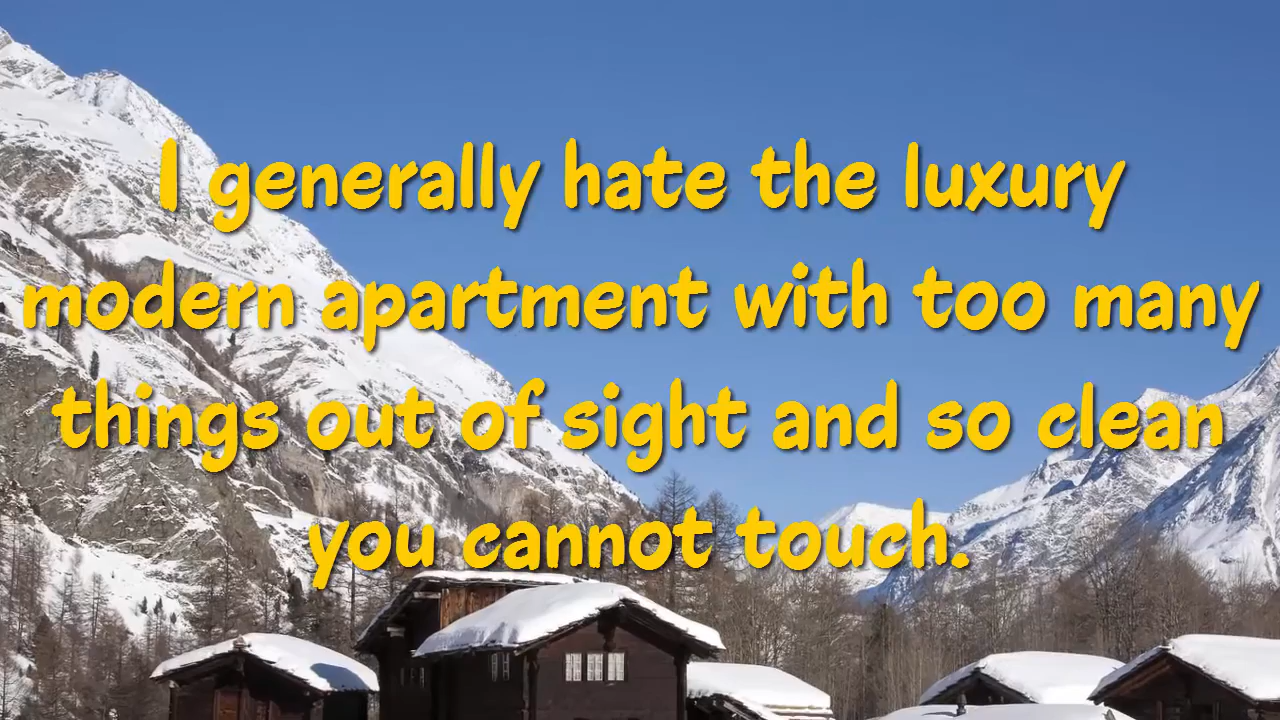 I generally hate the luxury
modern apartment with too many
things out of sight and so clean
you cannot touch.